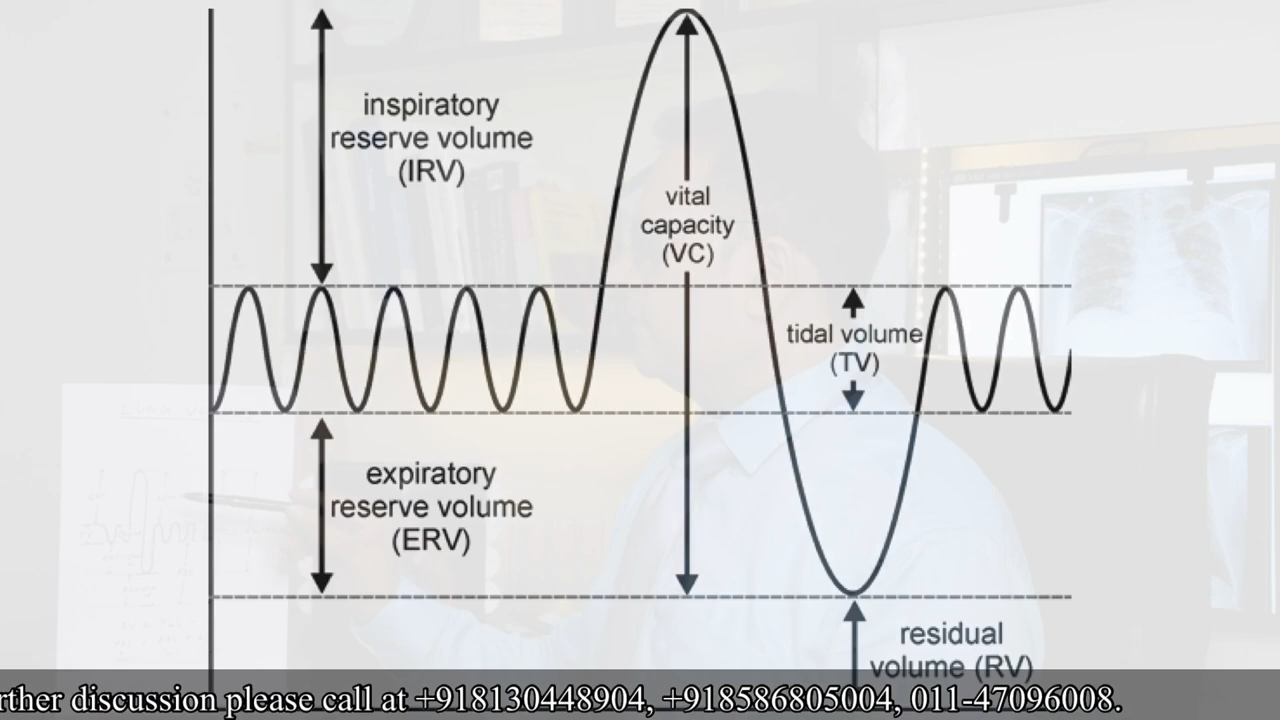 inspiratory
reserve volume
(IRV)
vital
capacity
(VC)
tidal volume
(TV)
expiratory
reserve volume
(ERV)
residual
volume (RV)
discussion please call at +918130448904, +918586805004, 011-47096008.